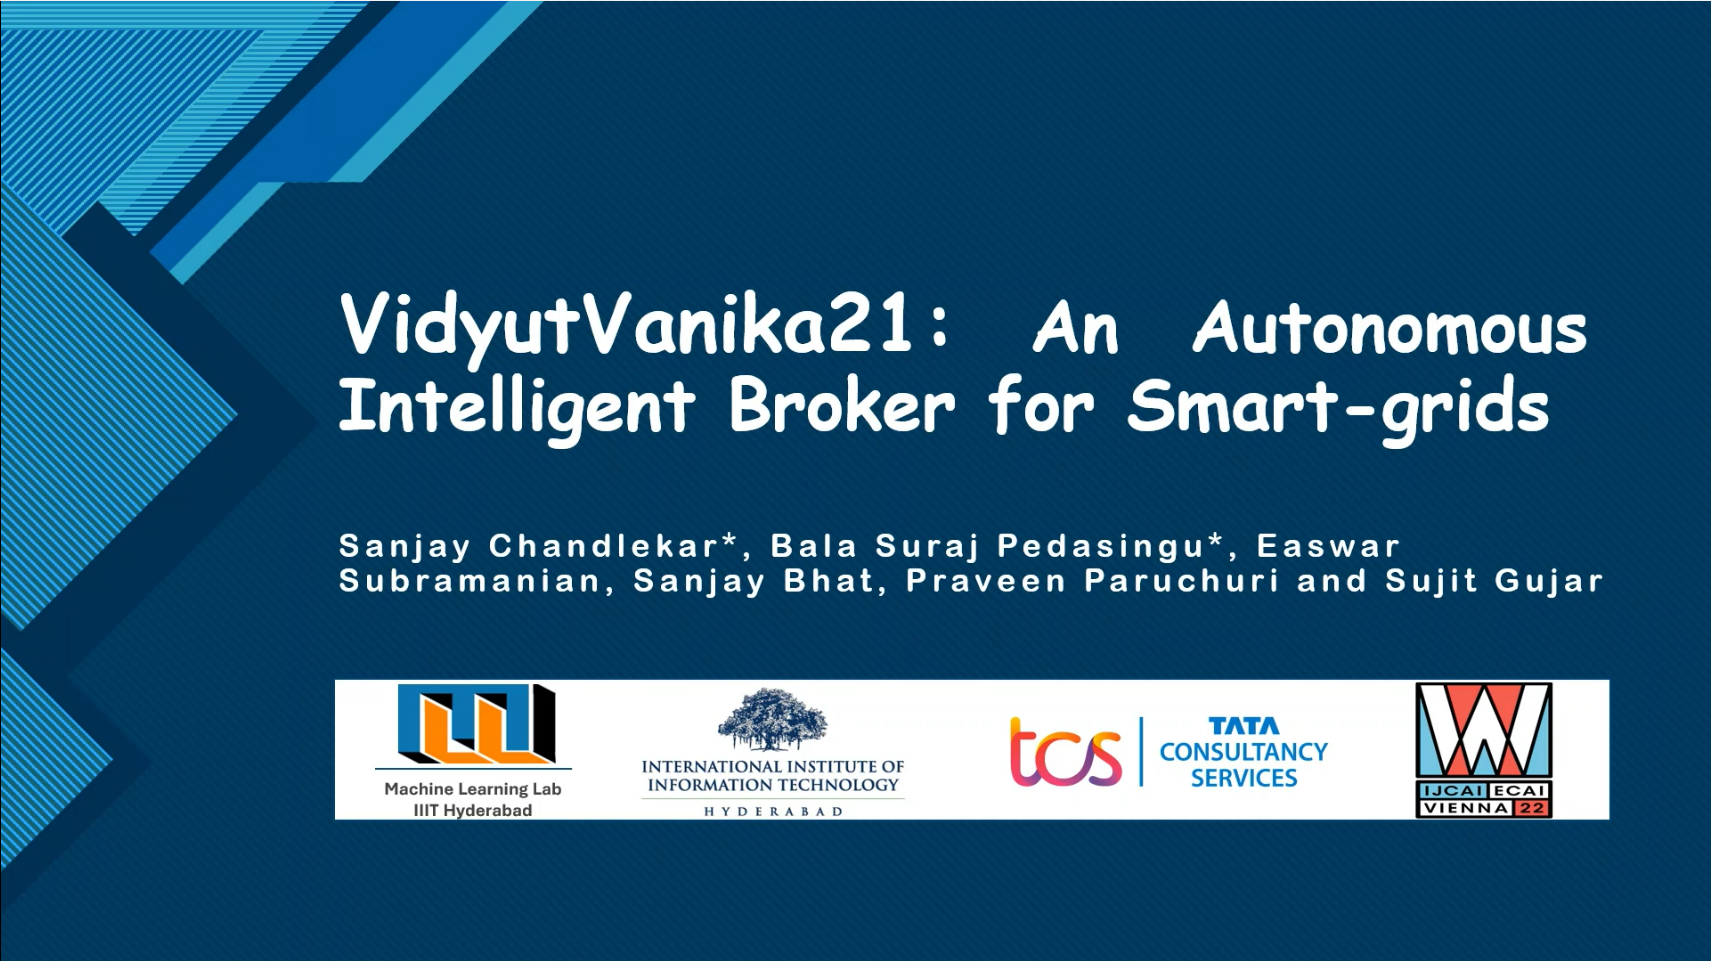 VidyutVanika21: An Autonomous
Intelligent Broker for Smart-grids
Sanjay Chandlekar*, Bala Suraj Pedasingu*, Easwar
Subramanian, Sanjay Bhat, Praveen Paruchuri and Sujit Gujar
Machine Learning Lab
IIIT Hyderabad
INTERNATIONAL INSTITUTE OF
INFORMATION TECHNOLOGY
HYDERABAD
tcs
TATA
CONSULTANCY
SERVICES
IJCAI ECAI
VIENNA 22